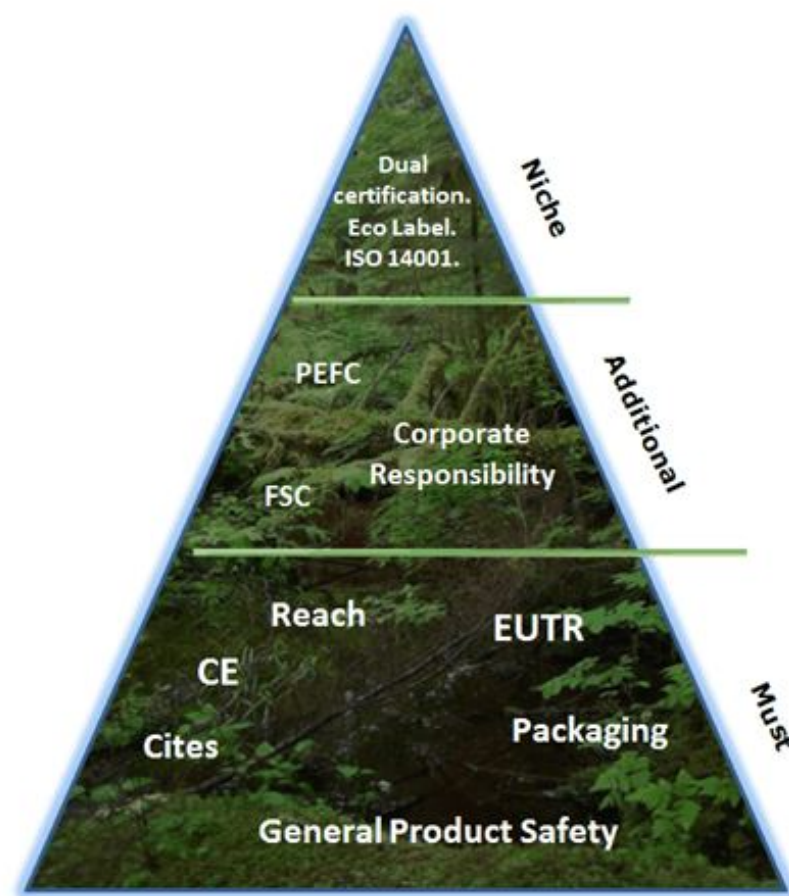 Dual
certification.
Eco Label.
ISO 14001.
Niche
PEFC
Additional
Corporate
Responsibility
FSC
Reach
EUTR
CE
Must
Cites
Packaging
General Product Safety